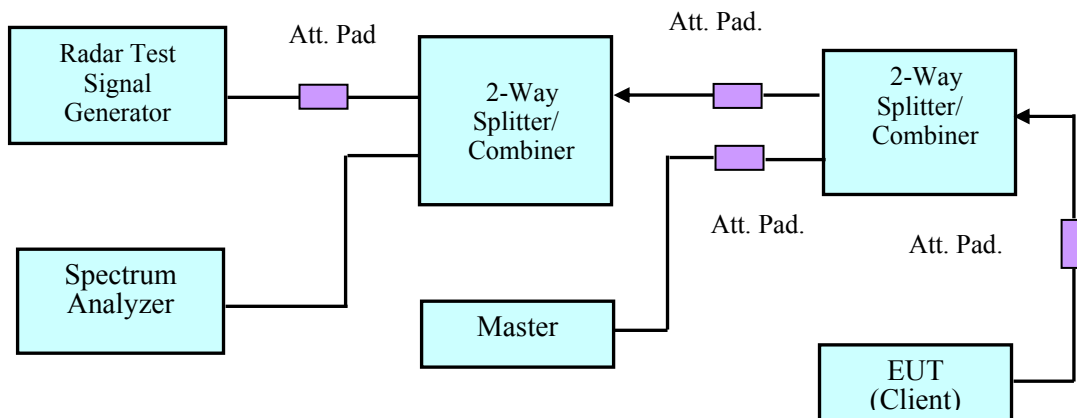 Radar Test
Signal
Generator
Att. Pad
2-Way
Splitter/
Combiner
Att. Pad.
2-Way
Splitter/
Combiner
Att. Pad.
Att. Pad.
Spectrum
Analyzer
Master
EUT
(Client)